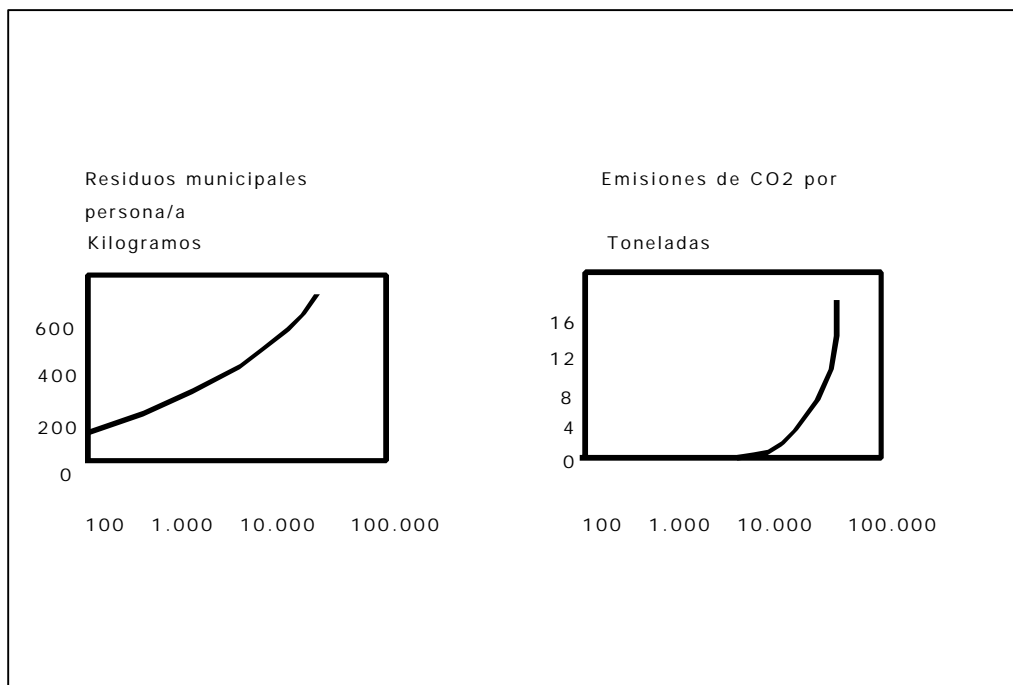 Residuos municipales
persona/a
Kilogramos
600
400
200
0
100 1.000 10.000 100.000
Emisiones de CO2 por
Toneladas
16
12
8
4
0
100 1.000 10.000 100.000